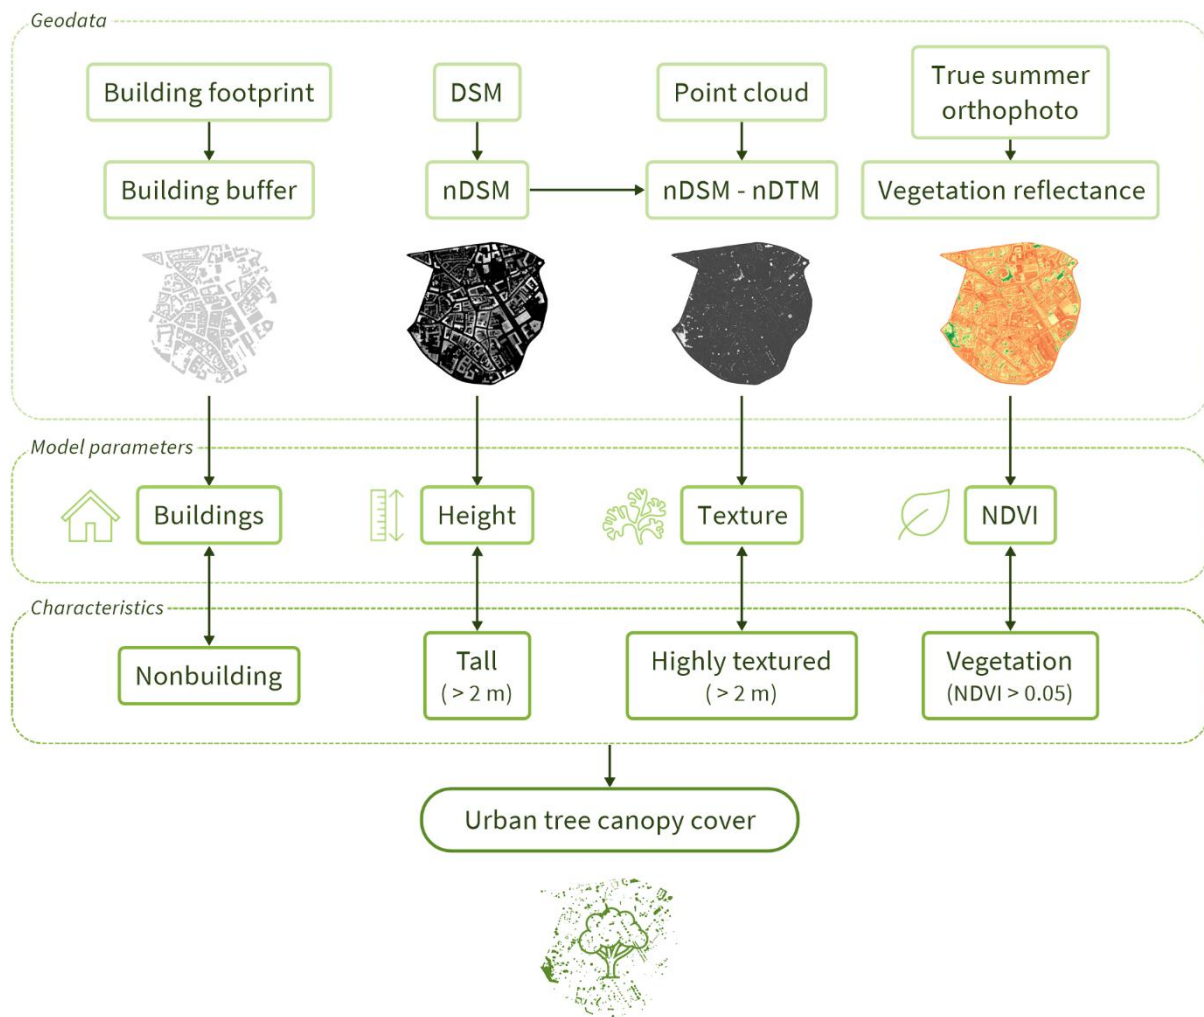 Geodata
Building footprint
DSM
Point cloud
True summer
orthophoto
Building buffer
nDSM
nDSM - nDTM
Vegetation reflectance
Model parameters
Buildings
Height
Texture
NDVI
Characteristics
Nonbuilding
Tall
( > 2 m)
Highly textured
( > 2 m)
Vegetation
(NDVI > 0.05)
Urban tree canopy cover